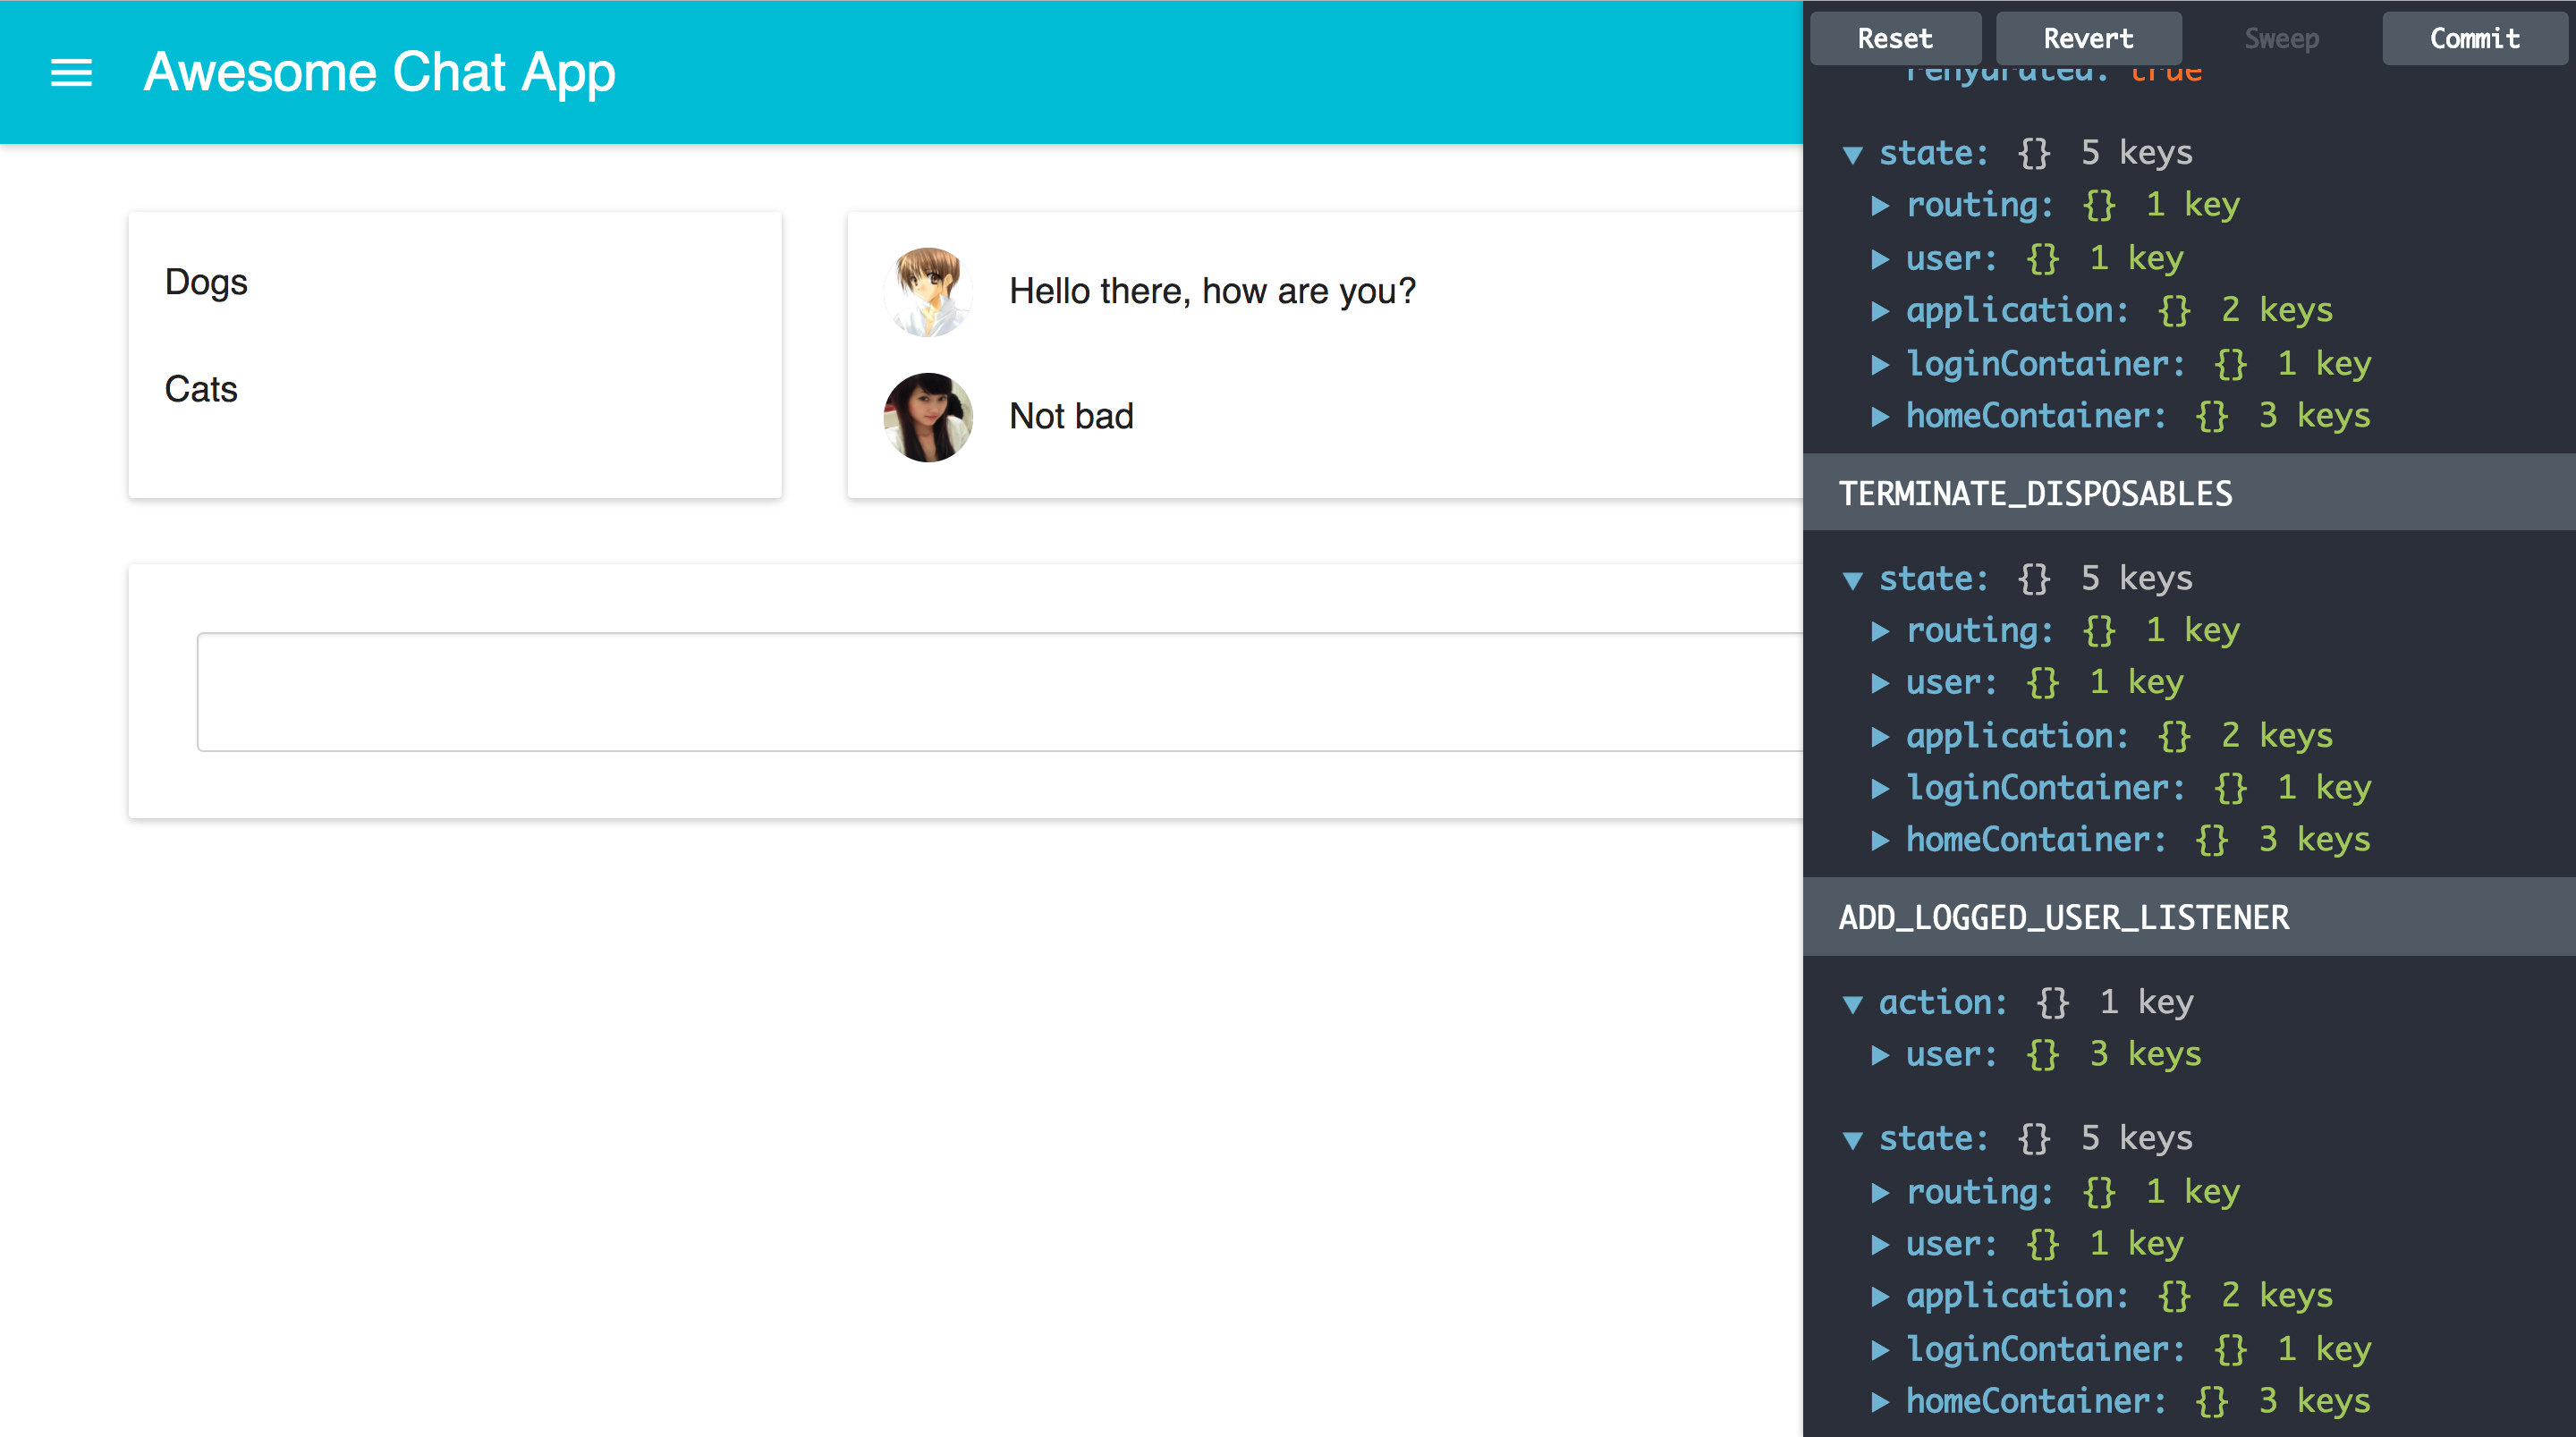 Awesome Chat App
Dogs
Cats
Hello there, how are you?
Not bad
Reset Revert Sweep Commit
rehydrated: true
▼ state: {} 5 keys
▶ routing: {} 1 key
▶ user: {} 1 key
▶ application: {} 2 keys
▶ loginContainer: {} 1 key
▶ homeContainer: {} 3 keys
TERMINATE_DISPOSABLES
▼ state: {} 5 keys
▶ routing: {} 1 key
▶ user: {} 1 key
▶ application: {} 2 keys
▶ loginContainer: {} 1 key
▶ homeContainer: {} 3 keys
ADD_LOGGED_USER_LISTENER
▼ action: {} 1 key
▶ user: {} 3 keys
▼ state: {} 5 keys
▶ routing: {} 1 key
▶ user: {} 1 key
▶ application: {} 2 keys
▶ loginContainer: {} 1 key
▶ homeContainer: {} 3 keys